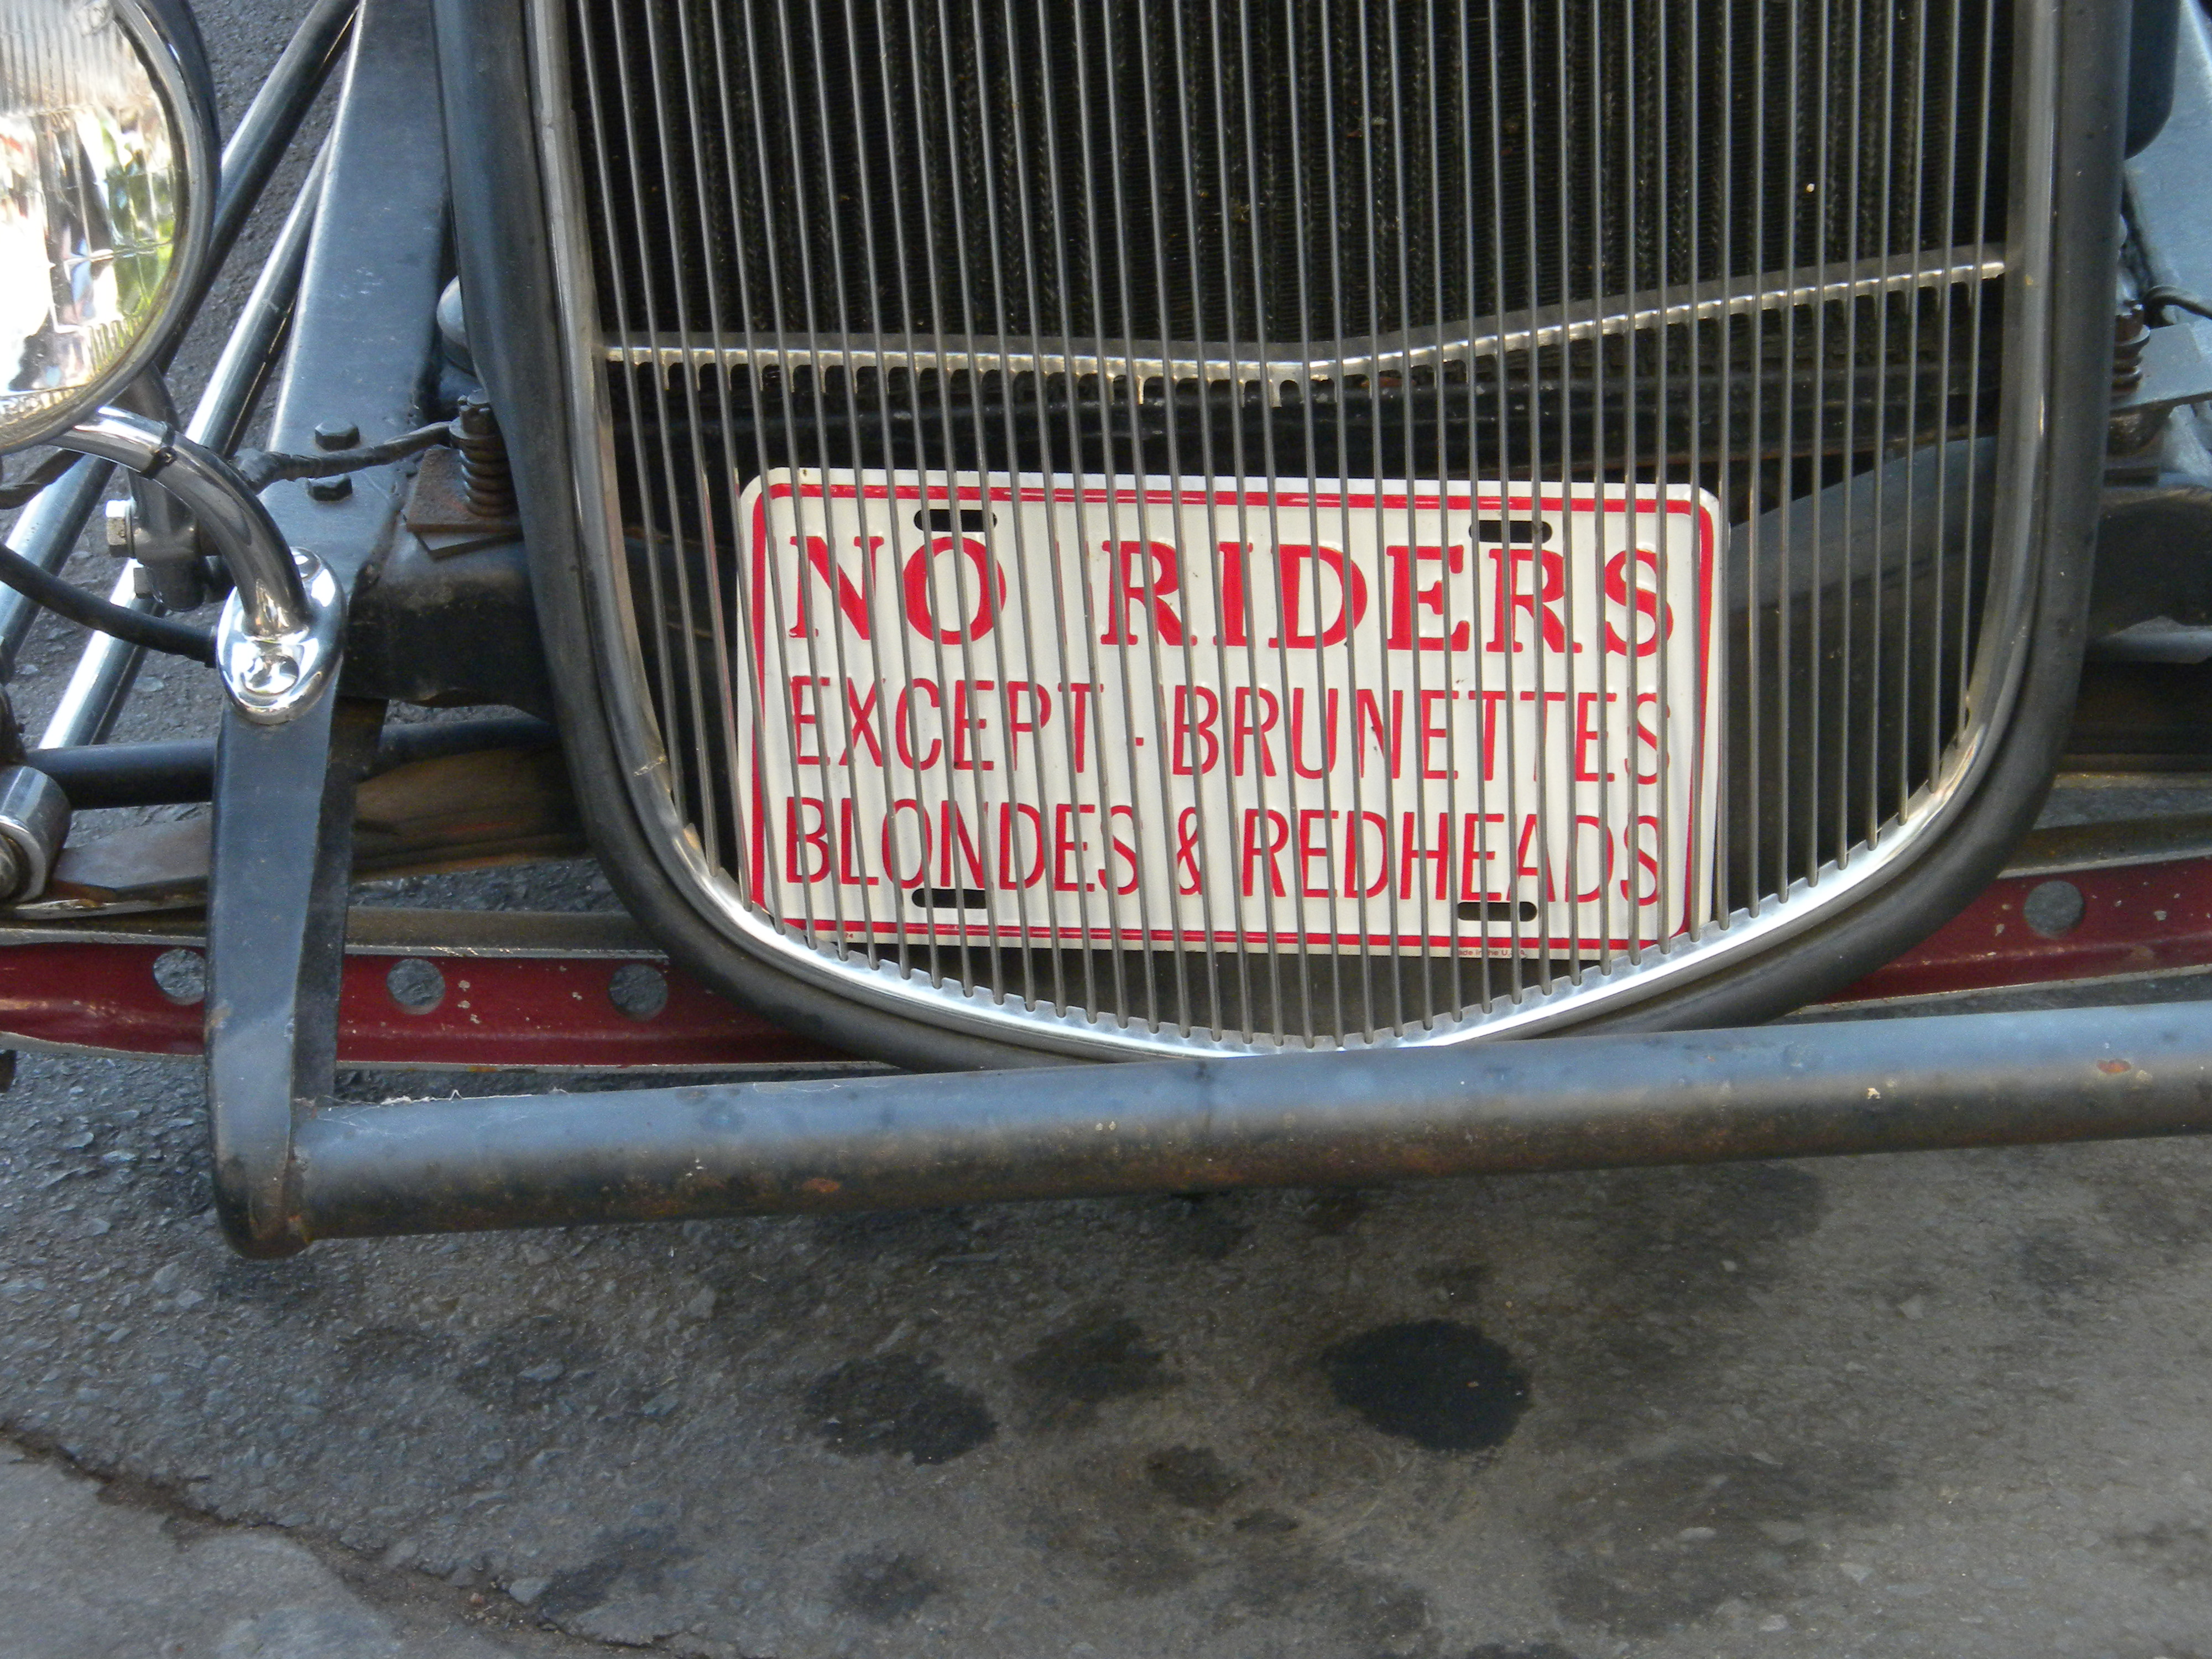 NO RIDERS
EXCEPT - BRUNETTES
BLONDES & REDHEADS